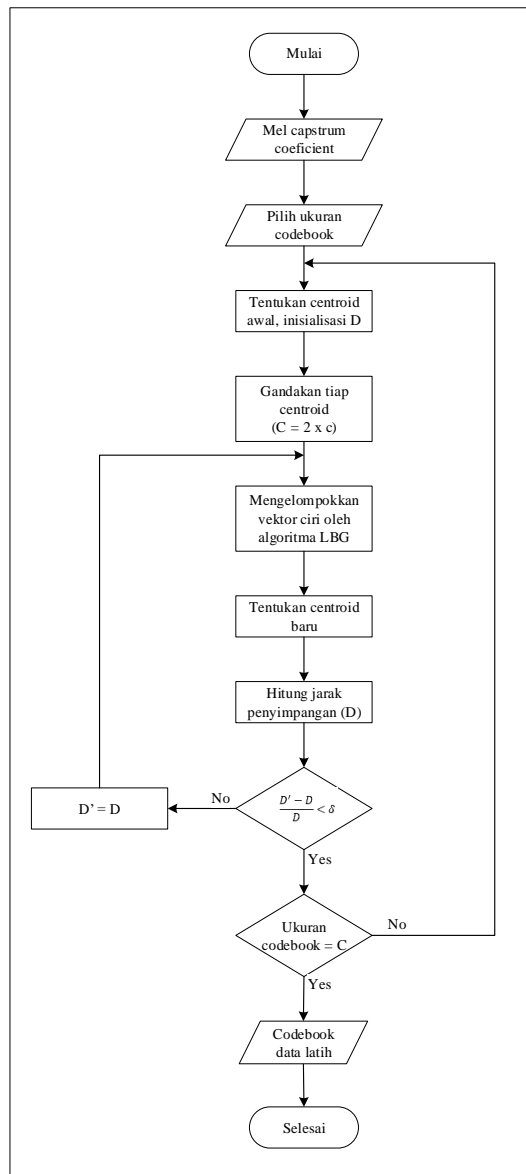 Mulai
Mel capstrum
coeficient
Pilih ukuran
codebook
Tentukan centroid
awal, inisialisasi D
Gandakan tiap
centroid
(C = 2 x c)
Mengelompokkan
vektor ciri oleh
algoritma LBG
Tentukan centroid
baru
Hitung jarak
penyimpangan (D)
D' − D
/ D < δ
No
D’ = D
Yes
Ukuran
codebook = C
No
Yes
Codebook
data latih
Selesai